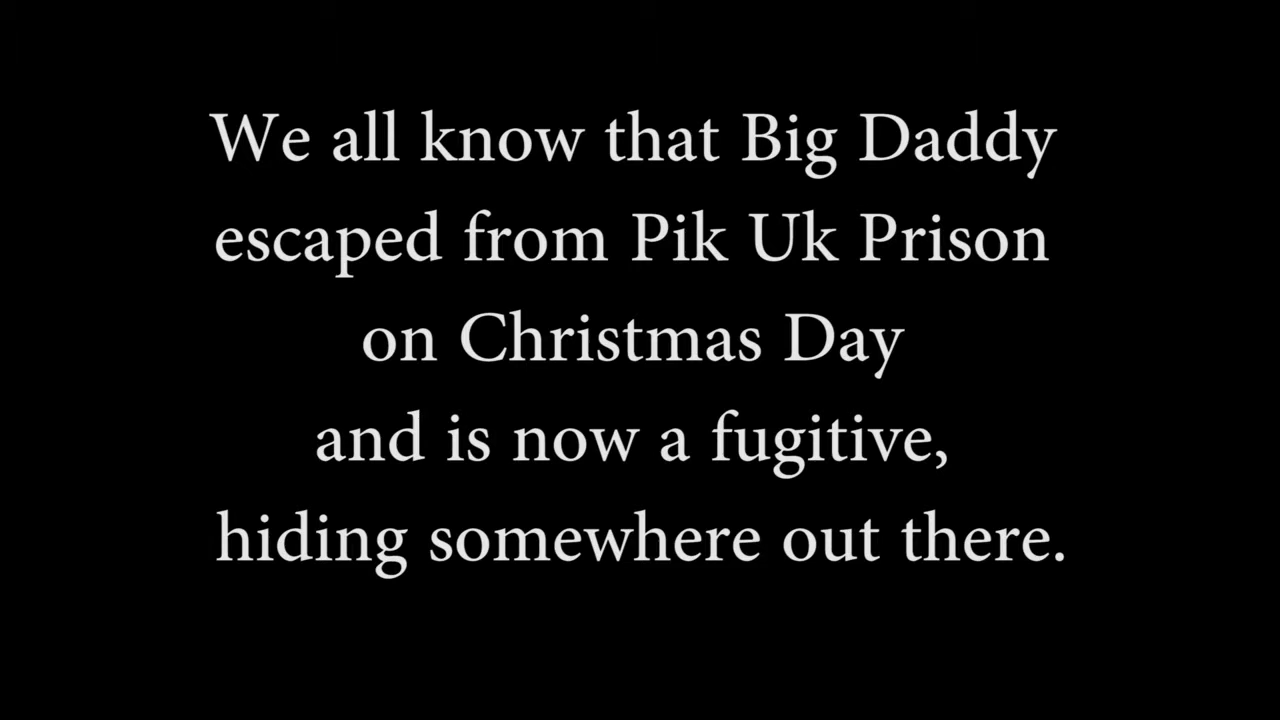 We all know that Big Daddy
escaped from Pik Uk Prison
on Christmas Day
and is now a fugitive,
hiding somewhere out there.